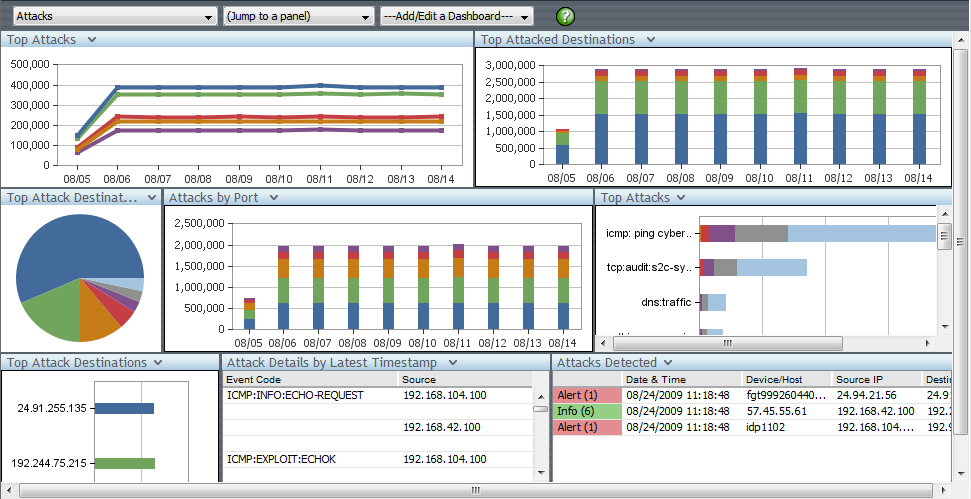 Attacks (Jump to a panel) ---Add/Edit a Dashboard--- ?
Top Attacks
500,000
400,000
300,000
200,000
100,000
0
08/05 08/06 08/07 08/08 08/09 08/10 08/11 08/12 08/13 08/14
Top Attacked Destinations
3,000,000
2,500,000
2,000,000
1,500,000
1,000,000
500,000
0
08/05 08/06 08/07 08/08 08/09 08/10 08/11 08/12 08/13 08/14
Top Attack Destinat...
Attacks by Port
2,500,000
2,000,000
1,500,000
1,000,000
500,000
0
08/05 08/06 08/07 08/08 08/09 08/10 08/11 08/12 08/13 08/14
Top Attacks
icmp: ping cyber..
tcp:audit:s2c-sy..
dns:traffic
Top Attack Destinations
24.91.255.135
192.244.75.215
Attack Details by Latest Timestamp
Event Code Source
ICMP:INFO:ECHO-REQUEST 192.168.104.100
192.168.42.100
ICMP:EXPLOIT:ECHOK 192.168.104.100
Attacks Detected
Date & Time Device/Host Source IP Destin
Alert (1) 08/24/2009 11:18:48 fgt999260440... 24.94.21.56 24.9
Info (6) 08/24/2009 11:18:48 57.45.55.61 192.168.42.100 192.2
Alert (1) 08/24/2009 11:18:48 idp1102 192.168.104.... 192.9